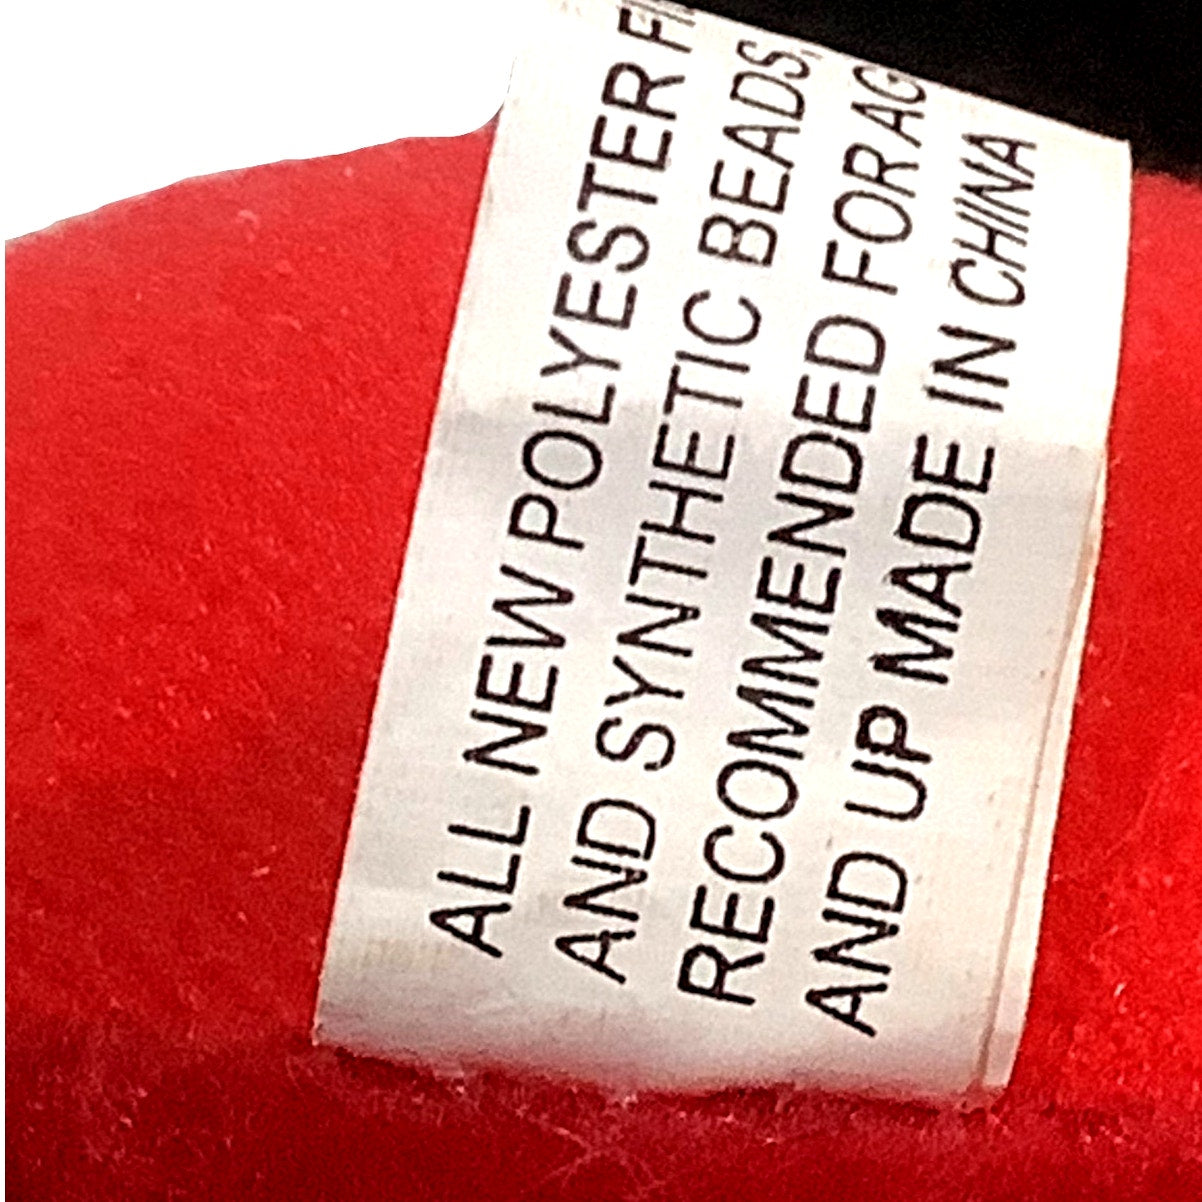 ALL NEW POLYESTER
AND SYNTHETIC BEADS,
RECOMMENDED FOR
AND UP MADE IN CHINA